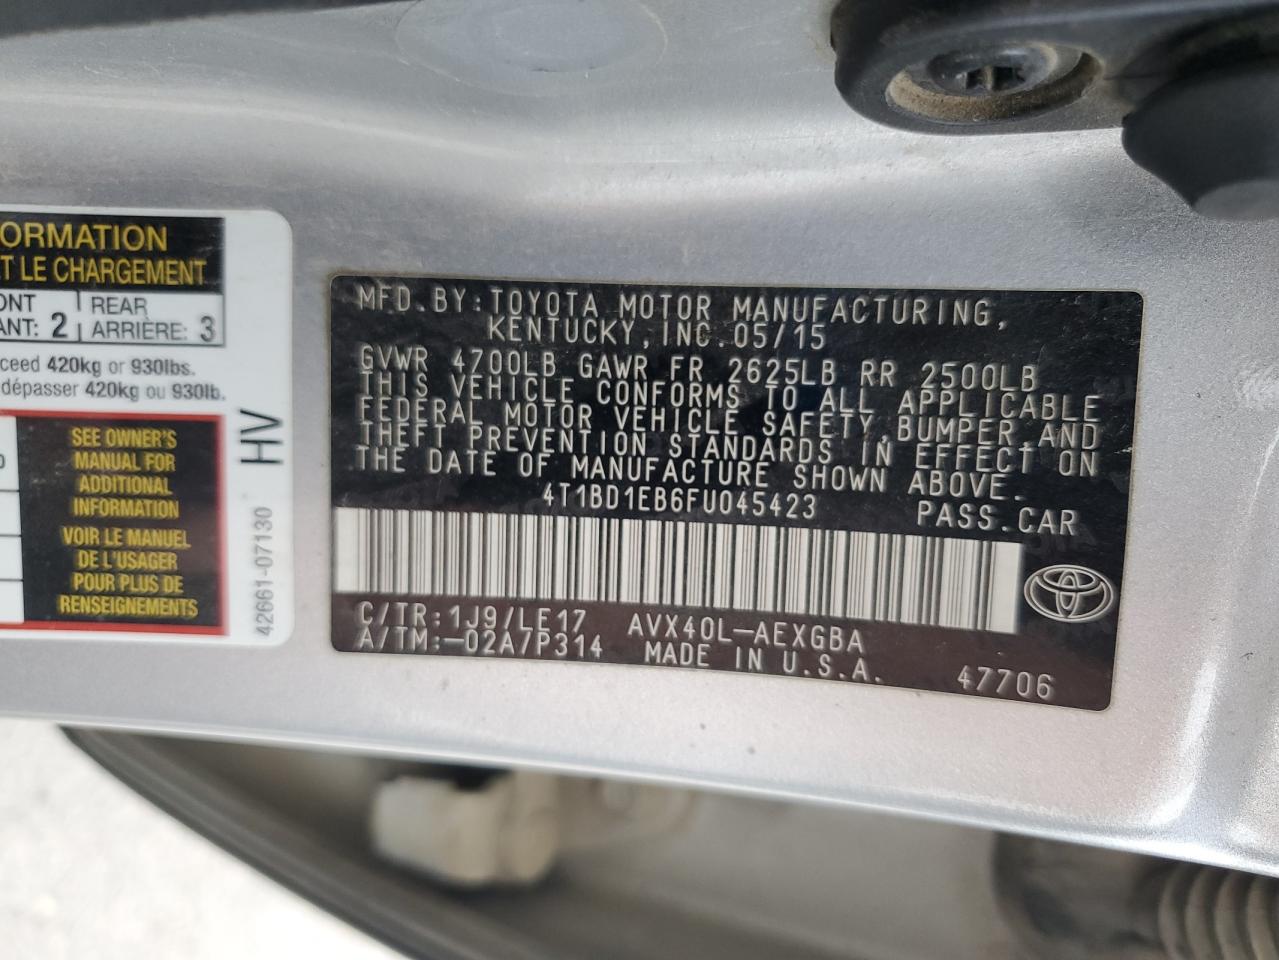 ORMATION
T LE CHARGEMENT
ONT
ANT: 2
REAR
ARRIÈRE: 3
ceed 420kg or 930lbs.
dépasser 420kg ou 930lb.
SEE OWNER'S
MANUAL FOR
ADDITIONAL
INFORMATION
VOIR LE MANUEL
DE L'USAGER
POUR PLUS DE
RENSEIGNEMENTS
42661-07130 HV
MFD.BY:TOYOTA MOTOR MANUFACTURING,
KENTUCKY,INC.05/15
GVWR 4700LB GAWR FR 2625LB RR 2500LB
THIS VEHICLE CONFORMS TO ALL APPLICABLE
FEDERAL MOTOR VEHICLE SAFETY,BUMPER,AND
THEFT PREVENTION STANDARDS IN EFFECT ON
THE DATE OF MANUFACTURE SHOWN ABOVE.
4T1BD1EB6FU045423 PASS.CAR
C/TR:1J9/LE17 AVX40L-AEXGBA
A/TM:-02A7P314 MADE IN U.S.A. 47706